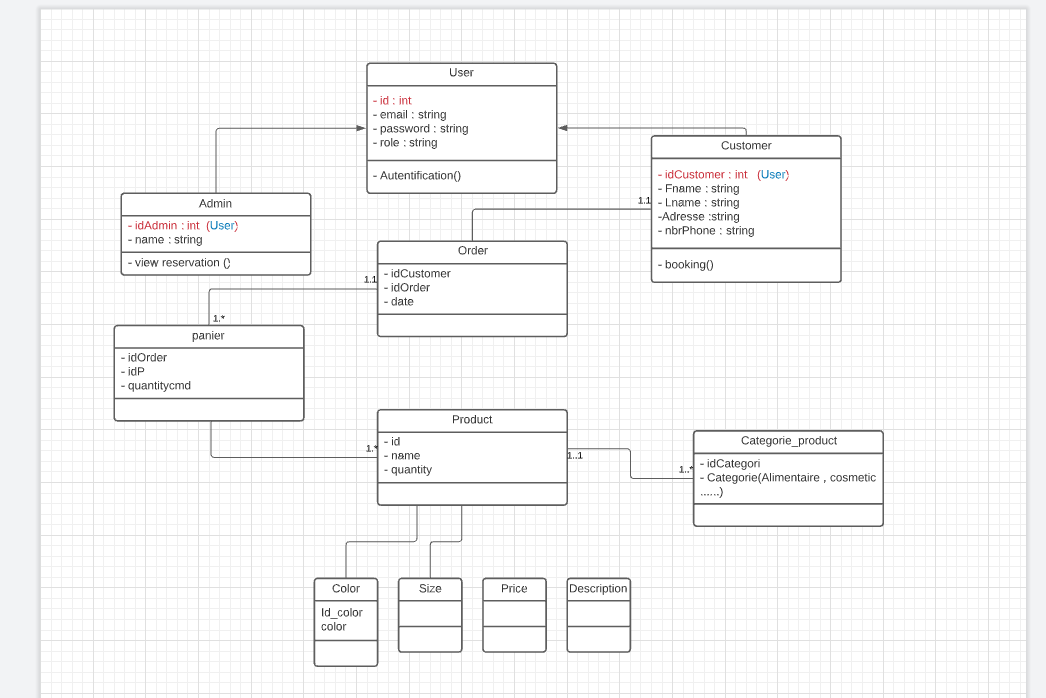 User
- id : int
- email : string
- password : string
- role : string
- Autentification()
Customer
- idCustomer : int (User)
- Fname : string
- Lname : string
-Adresse :string
- nbrPhone : string
- booking()
1.1
Admin
- idAdmin : int (User)
- name : string
- view reservation ()
Order
- idCustomer
- idOrder
- date
1.1
1.*
panier
- idOrder
- idP
- quantitycmd
Product
- id
- name
- quantity
1.*
1..1
1..*
Categorie_product
- idCategori
- Categorie(Alimentaire , cosmetic
......)
Color
Id_color
color
Size
Price
Description